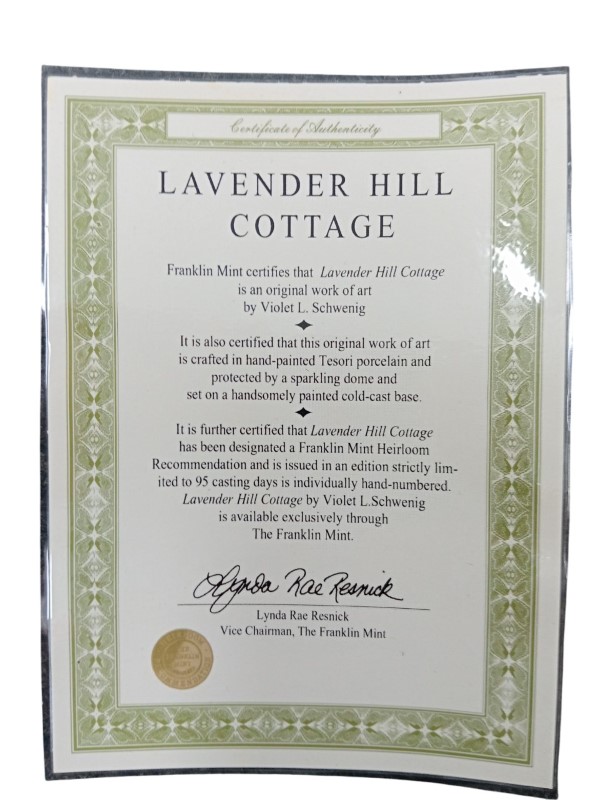 Certificate of Authenticity
LAVENDER HILL
COTTAGE
Franklin Mint certifies that Lavender Hill Cottage
is an original work of art
by Violet L. Schwenig
It is also certified that this original work of art
is crafted in hand-painted Tesori porcelain and
protected by a sparkling dome and
set on a handsomely painted cold-cast base.
It is further certified that Lavender Hill Cottage
has been designated a Franklin Mint Heirloom
Recommendation and is issued in an edition strictly lim-
ited to 95 casting days is individually hand-numbered.
Lavender Hill Cottage by Violet L.Schwenig
is available exclusively through
The Franklin Mint.
Lynda Rae Resnick
Lynda Rae Resnick
Vice Chairman, The Franklin Mint